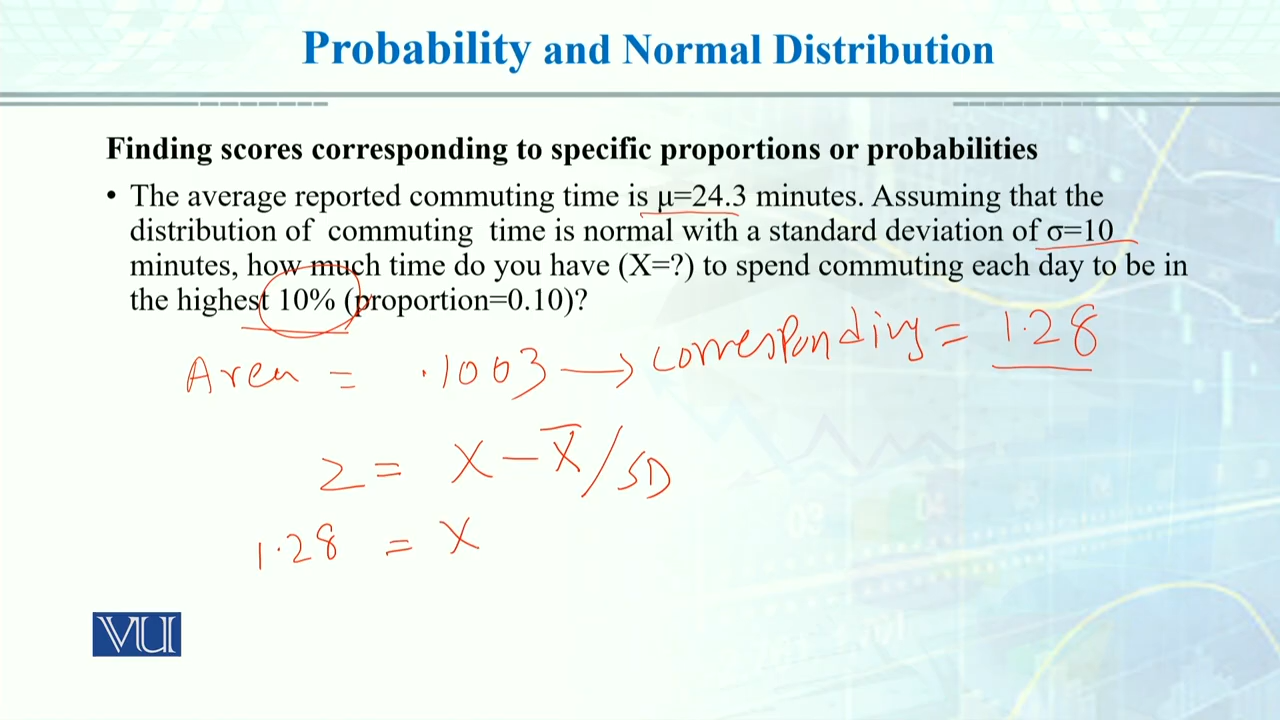 Probability and Normal Distribution
Finding scores corresponding to specific proportions or probabilities
• The average reported commuting time is μ=24.3 minutes. Assuming that the
distribution of commuting time is normal with a standard deviation of σ=10
minutes, how much time do you have (X=?) to spend commuting each day to be in
the highest 10% (proportion=0.10)?
Area = .1003 → corresponding = 1.28
z = X - X̅ / SD
1.28 = X
VU